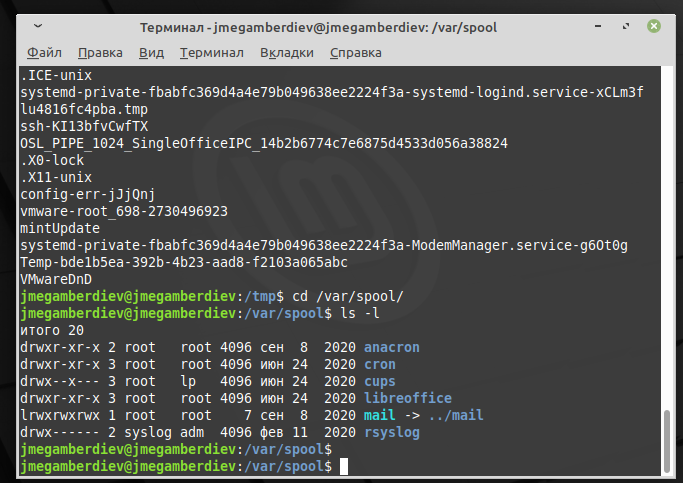 Терминал - jmegamberdiev@jmegamberdiev: /var/spool
Файл Правка Вид Терминал Вкладки Справка
.ICE-unix
systemd-private-fbabfc369d4a4e79b049638ee2224f3a-systemd-logind.service-xCLm3f
lu4816fc4pba.tmp
ssh-KI13bfvCwfTX
OSL_PIPE_1024_SingleOfficeIPC_14b2b6774c7e6875d4533d056a38824
.X0-lock
.X11-unix
config-err-jJjQnj
vmware-root_698-2730496923
mintUpdate
systemd-private-fbabfc369d4a4e79b049638ee2224f3a-ModemManager.service-g6Ot0g
Temp-bde1b5ea-392b-4b23-aad8-f2103a065abc
VMwareDnD
jmegamberdiev@jmegamberdiev:/tmp$ cd /var/spool/
jmegamberdiev@jmegamberdiev:/var/spool$ ls -l
итого 20
drwxr-xr-x 2 root   root 4096 сен  8  2020 anacron
drwxr-xr-x 3 root   root 4096 июн 24  2020 cron
drwx--x--- 3 root   lp   4096 июн 24  2020 cups
drwxr-xr-x 3 root   root 4096 июн 24  2020 libreoffice
lrwxrwxrwx 1 root   root    7 сен  8  2020 mail -> ../mail
drwx------ 2 syslog adm  4096 фев 11  2020 rsyslog
jmegamberdiev@jmegamberdiev:/var/spool$
jmegamberdiev@jmegamberdiev:/var/spool$